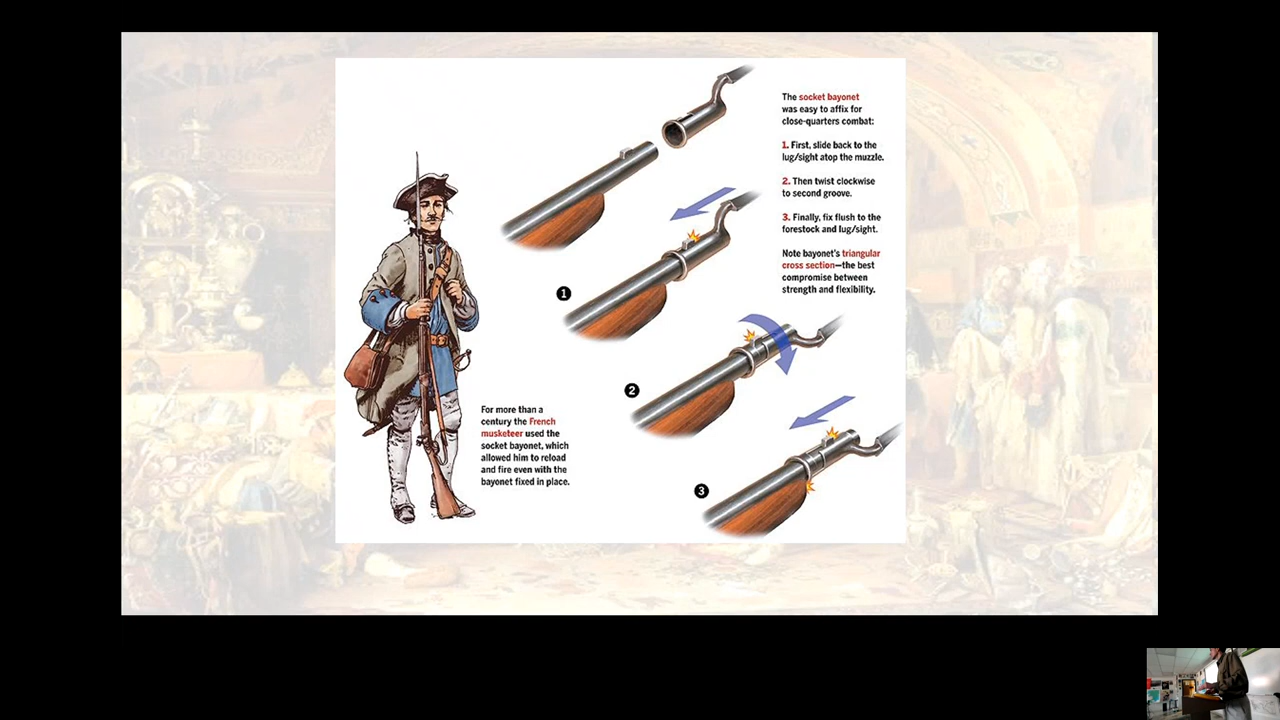 The socket bayonet
was easy to affix for
close-quarters combat:
1. First, slide back to the
lug/sight atop the muzzle.
2. Then twist clockwise
to second groove.
3. Finally, fix flush to the
forestock and lug/sight.
Note bayonet's triangular
cross section—the best
compromise between
strength and flexibility.
1
2
3
For more than a
century the French
musketeer used the
socket bayonet, which
allowed him to reload
and fire even with the
bayonet fixed in place.